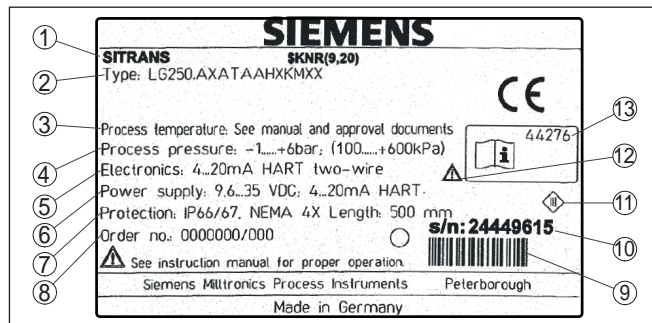 SIEMENS
① SITRANS $KNR(9,20)
② Type: LG250.AXATAAHXKMXX
CE
⑬
44276
i
③ Process temperature: See manual and approval documents
④ Process pressure: -1.....+6bar; (100.....+600kPa)
⑫
⑤ Electronics: 4...20mA HART two-wire
⑥ Power supply: 9,6...35 VDC; 4...20mA HART.
⑪
⑦ Protection: IP66/67, NEMA 4X Length: 500 mm
s/n: 24449615 ⑩
⑧ Order no.: 0000000/000
⑨
See instruction manual for proper operation.
Siemens Milltronics Process Instruments Peterborough
Made in Germany